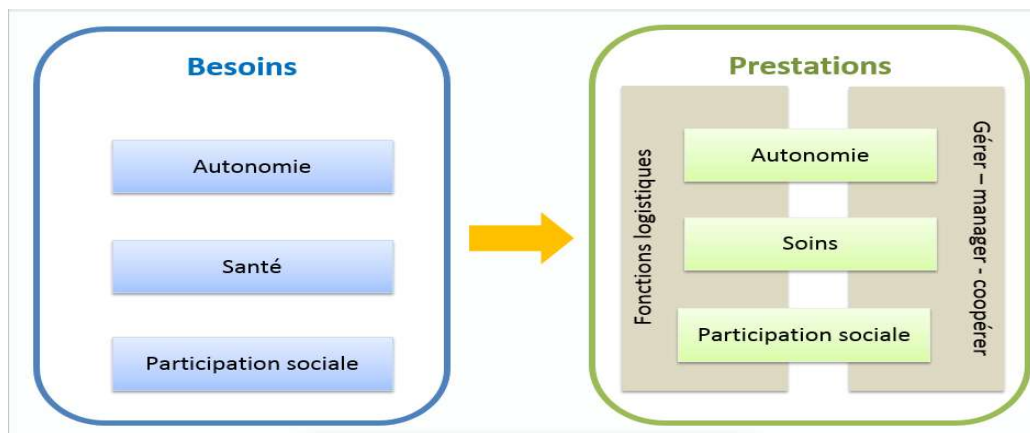 Besoins
Autonomie
Santé
Participation sociale
Prestations
Fonctions logistiques
Autonomie
Soins
Participation sociale
Gérer – manager - coopérer